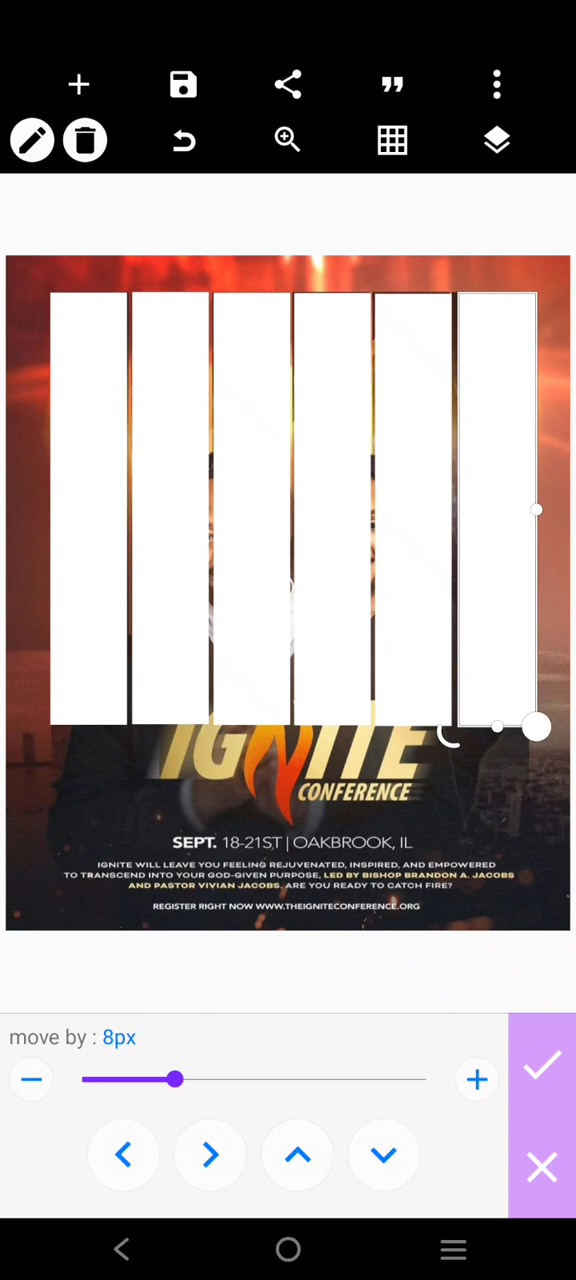 IGNITE
CONFERENCE
SEPT. 18-21ST | OAKBROOK, IL
IGNITE WILL LEAVE YOU FEELING REJUVENATED, INSPIRED, AND EMPOWERED
TO TRANSCEND INTO YOUR GOD-GIVEN PURPOSE, LED BY BISHOP BRANDON A. JACOBS
AND PASTOR VIVIAN JACOBS. ARE YOU READY TO CATCH FIRE?
REGISTER RIGHT NOW WWW.THEIGNITECONFERENCE.ORG
move by : 8px